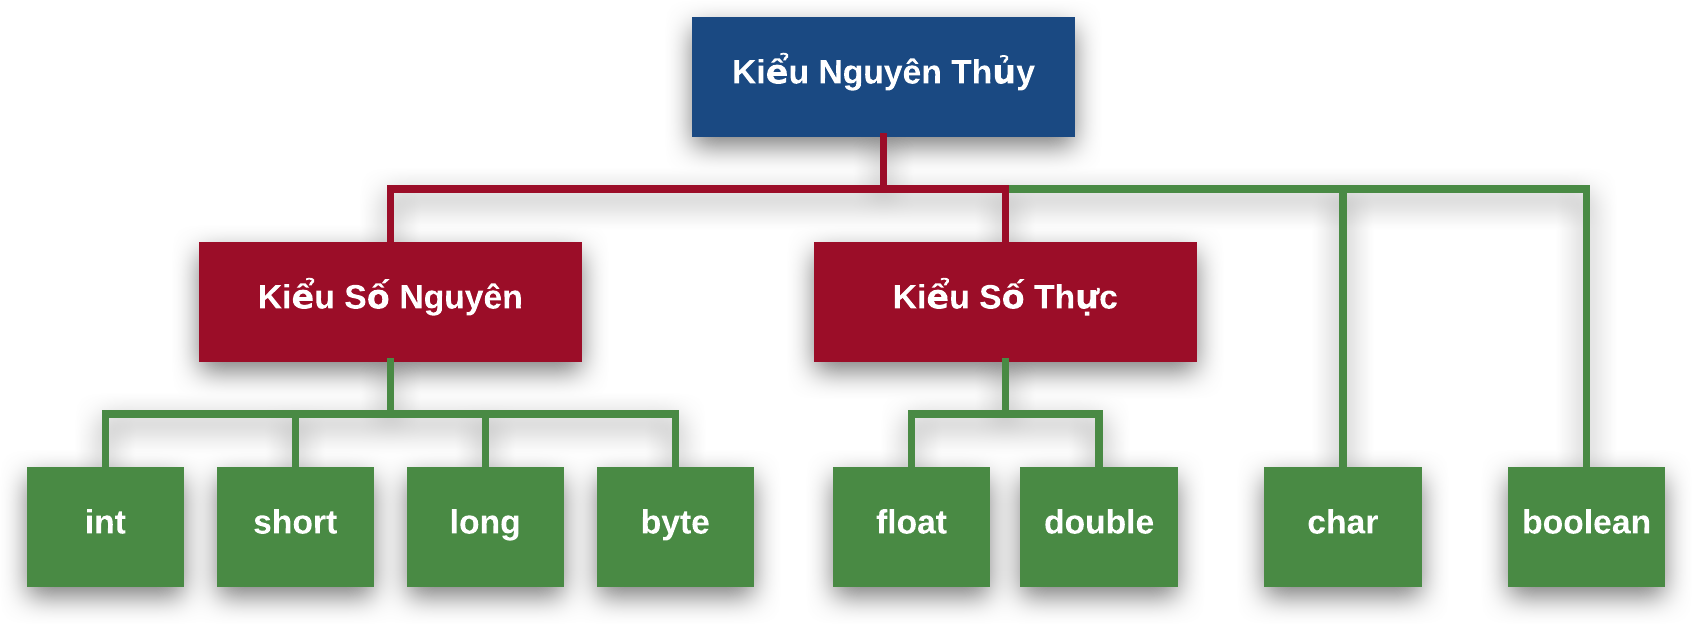 Kiểu Nguyên Thủy
Kiểu Số Nguyên
Kiểu Số Thực
int
short
long
byte
float
double
char
boolean